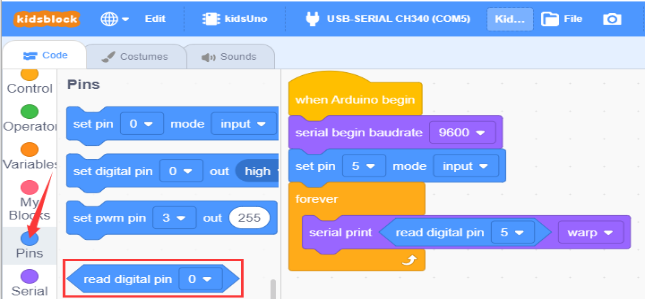 kidsblock Edit kidsUno USB-SERIAL CH340 (COM5) Kid... File
Code Costumes Sounds
Control
Operator
Variables
My
Blocks
Pins
Serial
Pins
set pin 0 mode input
set digital pin 0 out high
set pwm pin 3 out 255
read digital pin 0
when Arduino begin
serial begin baudrate 9600
set pin 5 mode input
forever
serial print read digital pin 5 warp